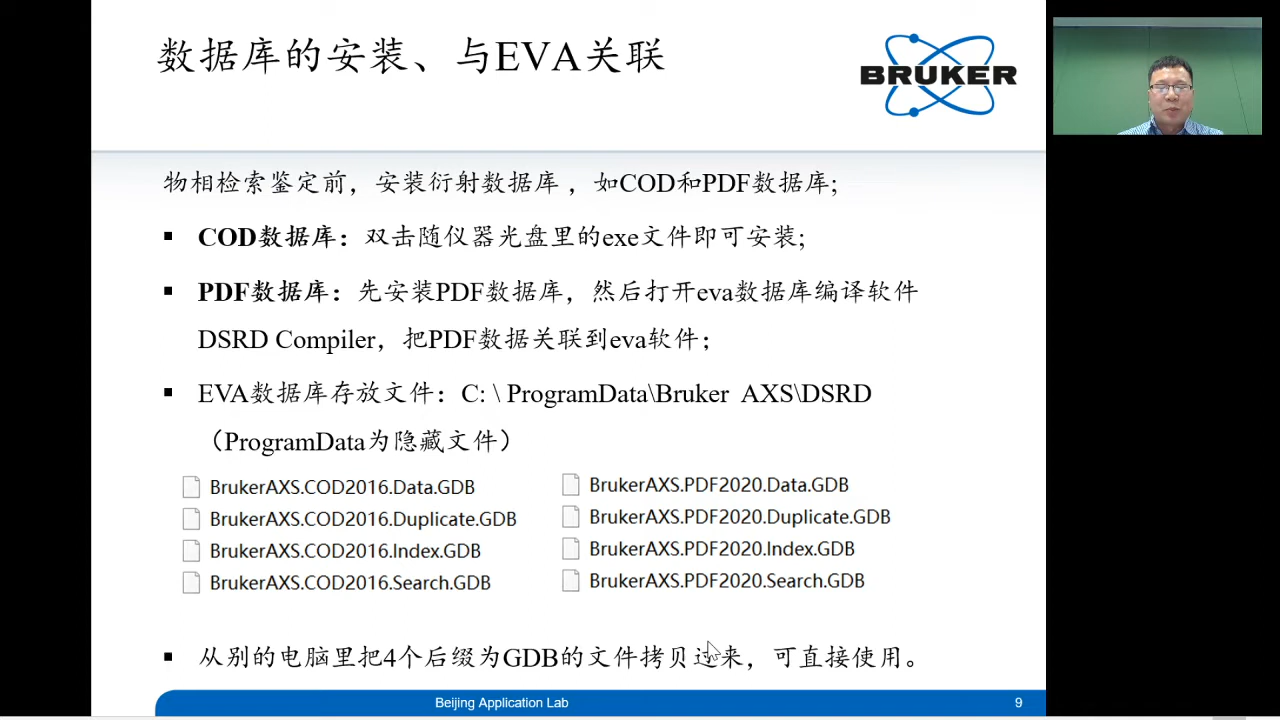 数据库的安装、与EVA关联
BRUKER
物相检索鉴定前，安装衍射数据库 ，如COD和PDF数据库;
▪ COD数据库：双击随仪器光盘里的exe文件即可安装;
▪ PDF数据库：先安装PDF数据库，然后打开eva数据库编译软件
DSRD Compiler，把PDF数据关联到eva软件；
▪ EVA数据库存放文件：C: \ ProgramData\Bruker AXS\DSRD
（ProgramData为隐藏文件）
BrukerAXS.COD2016.Data.GDB
BrukerAXS.COD2016.Duplicate.GDB
BrukerAXS.COD2016.Index.GDB
BrukerAXS.COD2016.Search.GDB
BrukerAXS.PDF2020.Data.GDB
BrukerAXS.PDF2020.Duplicate.GDB
BrukerAXS.PDF2020.Index.GDB
BrukerAXS.PDF2020.Search.GDB
▪ 从别的电脑里把4个后缀为GDB的文件拷贝过来，可直接使用。
Beijing Application Lab
9